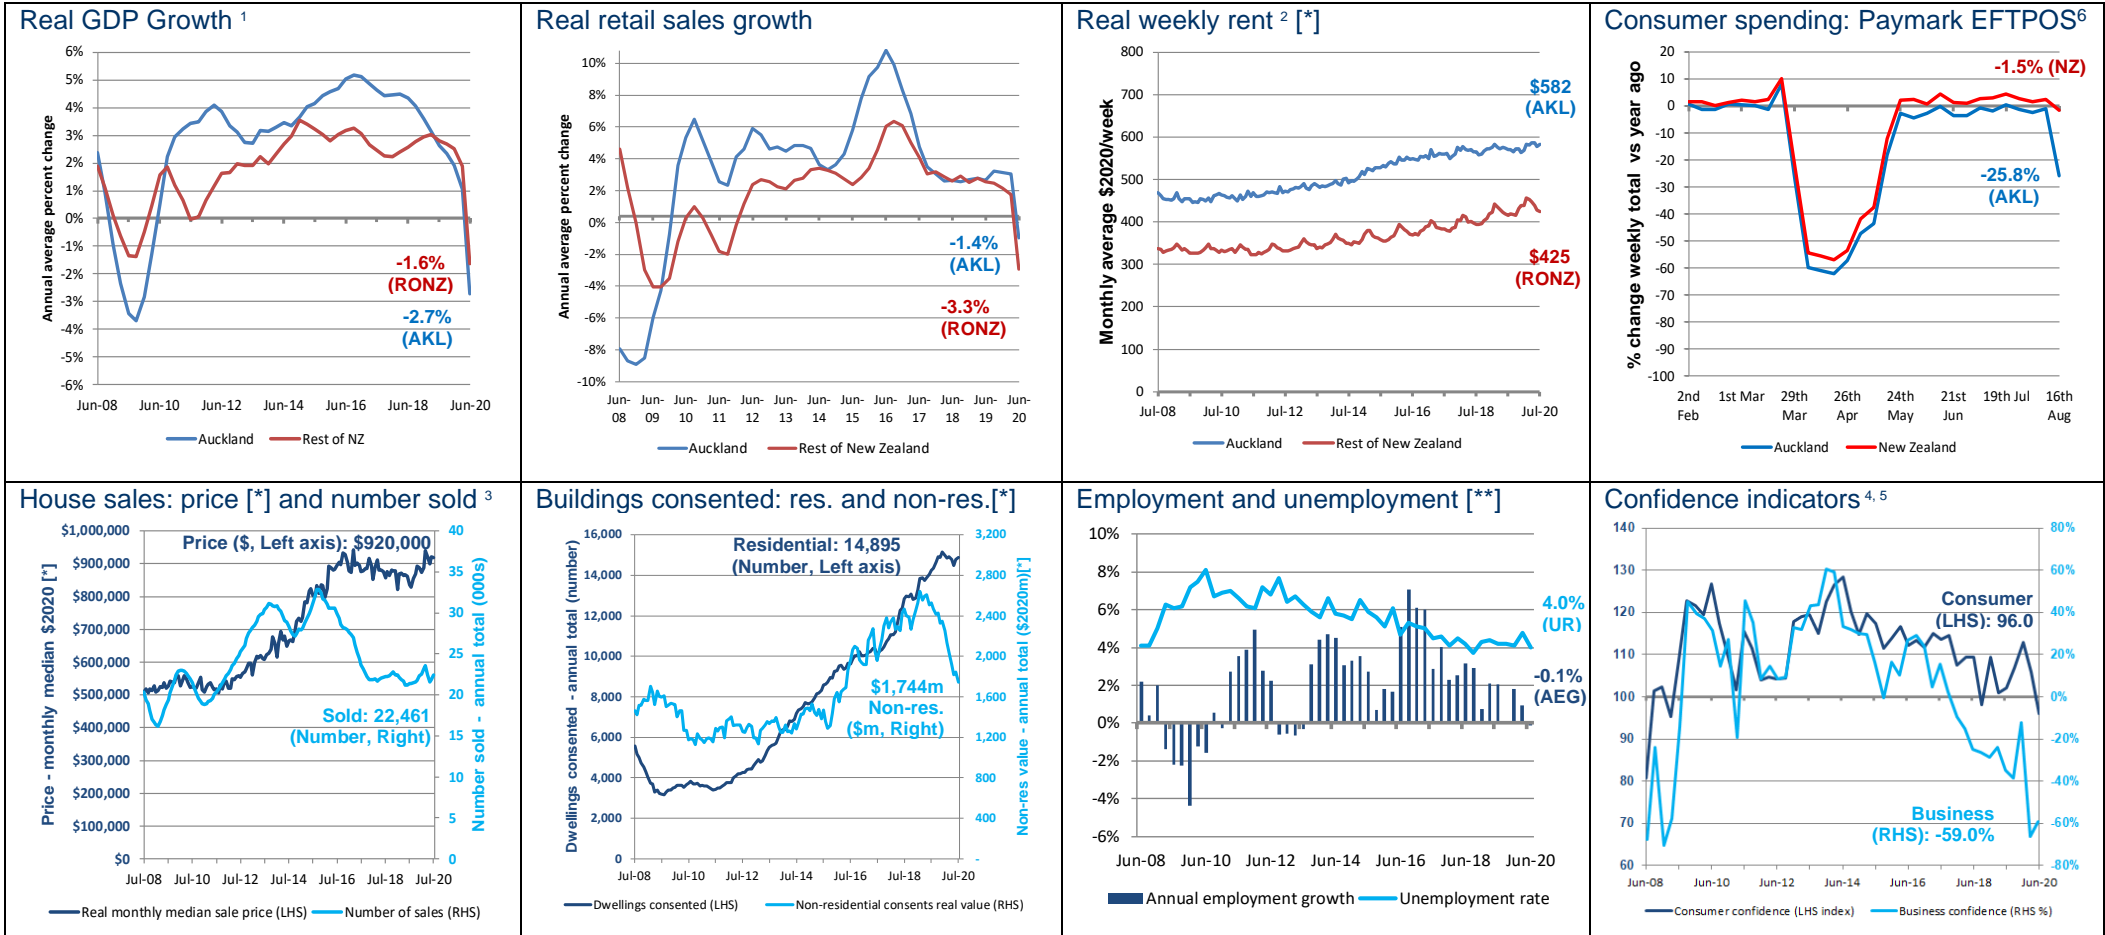 Real GDP Growth 1
6%
5%
4%
3%
2%
1%
0%
-1%
-2%
-3%
-4%
-5%
-6%
Annual average percent change
-1.6%
(RONZ)
-2.7%
(AKL)
Jun-08 Jun-10 Jun-12 Jun-14 Jun-16 Jun-18 Jun-20
Auckland Rest of NZ
Real retail sales growth
10%
8%
6%
4%
2%
0%
-2%
-4%
-6%
-8%
-10%
Annual average percent change
-1.4%
(AKL)
-3.3%
(RONZ)
Jun- Jun- Jun- Jun- Jun- Jun- Jun- Jun- Jun- Jun- Jun- Jun- Jun-
08 09 10 11 12 13 14 15 16 17 18 19 20
Auckland Rest of New Zealand
Real weekly rent 2 [*]
800
700
600
500
400
300
200
100
0
Monthly average $2020/week
$582
(AKL)
$425
(RONZ)
Jul-08 Jul-10 Jul-12 Jul-14 Jul-16 Jul-18 Jul-20
Auckland Rest of New Zealand
Consumer spending: Paymark EFTPOS6
20
10
0
-10
-20
-30
-40
-50
-60
-70
-80
-90
-100
% change weekly total vs year ago
-1.5% (NZ)
-25.8%
(AKL)
2nd 1st Mar 29th 26th 24th 21st 19th Jul 16th
Feb Mar Apr May Jun Aug
Auckland New Zealand
House sales: price [*] and number sold 3
$1,000,000
$900,000
$800,000
$700,000
$600,000
$500,000
$400,000
$300,000
$200,000
$100,000
$0
Price - monthly median $2020 [*]
Price ($, Left axis): $920,000
Sold: 22,461
(Number, Right)
40
35
30
25
20
15
10
5
0
Number sold - annual total (000s)
Jul-08 Jul-10 Jul-12 Jul-14 Jul-16 Jul-18 Jul-20
Real monthly median sale price (LHS) Number of sales (RHS)
Buildings consented: res. and non-res.[*]
16,000
14,000
12,000
10,000
8,000
6,000
4,000
2,000
0
Dwellings consented - annual total (number)
Residential: 14,895
(Number, Left axis)
$1,744m
Non-res.
($m, Right)
3,200
2,800
2,400
2,000
1,600
1,200
800
400
-
Non-res value - annual total ($2020m)[*]
Jul-08 Jul-10 Jul-12 Jul-14 Jul-16 Jul-18 Jul-20
Dwellings consented (LHS) Non-residential consents real value (RHS)
Employment and unemployment [**]
10%
8%
6%
4%
2%
0%
-2%
-4%
-6%
4.0%
(UR)
-0.1%
(AEG)
Jun-08 Jun-10 Jun-12 Jun-14 Jun-16 Jun-18 Jun-20
Annual employment growth Unemployment rate
Confidence indicators 4, 5
140
130
120
110
100
90
80
70
60
Consumer
(LHS): 96.0
Business
(RHS): -59.0%
80%
60%
40%
20%
0%
-20%
-40%
-60%
-80%
Jun-08 Jun-10 Jun-12 Jun-14 Jun-16 Jun-18 Jun-20
Consumer confidence (LHS index) Business confidence (RHS %)